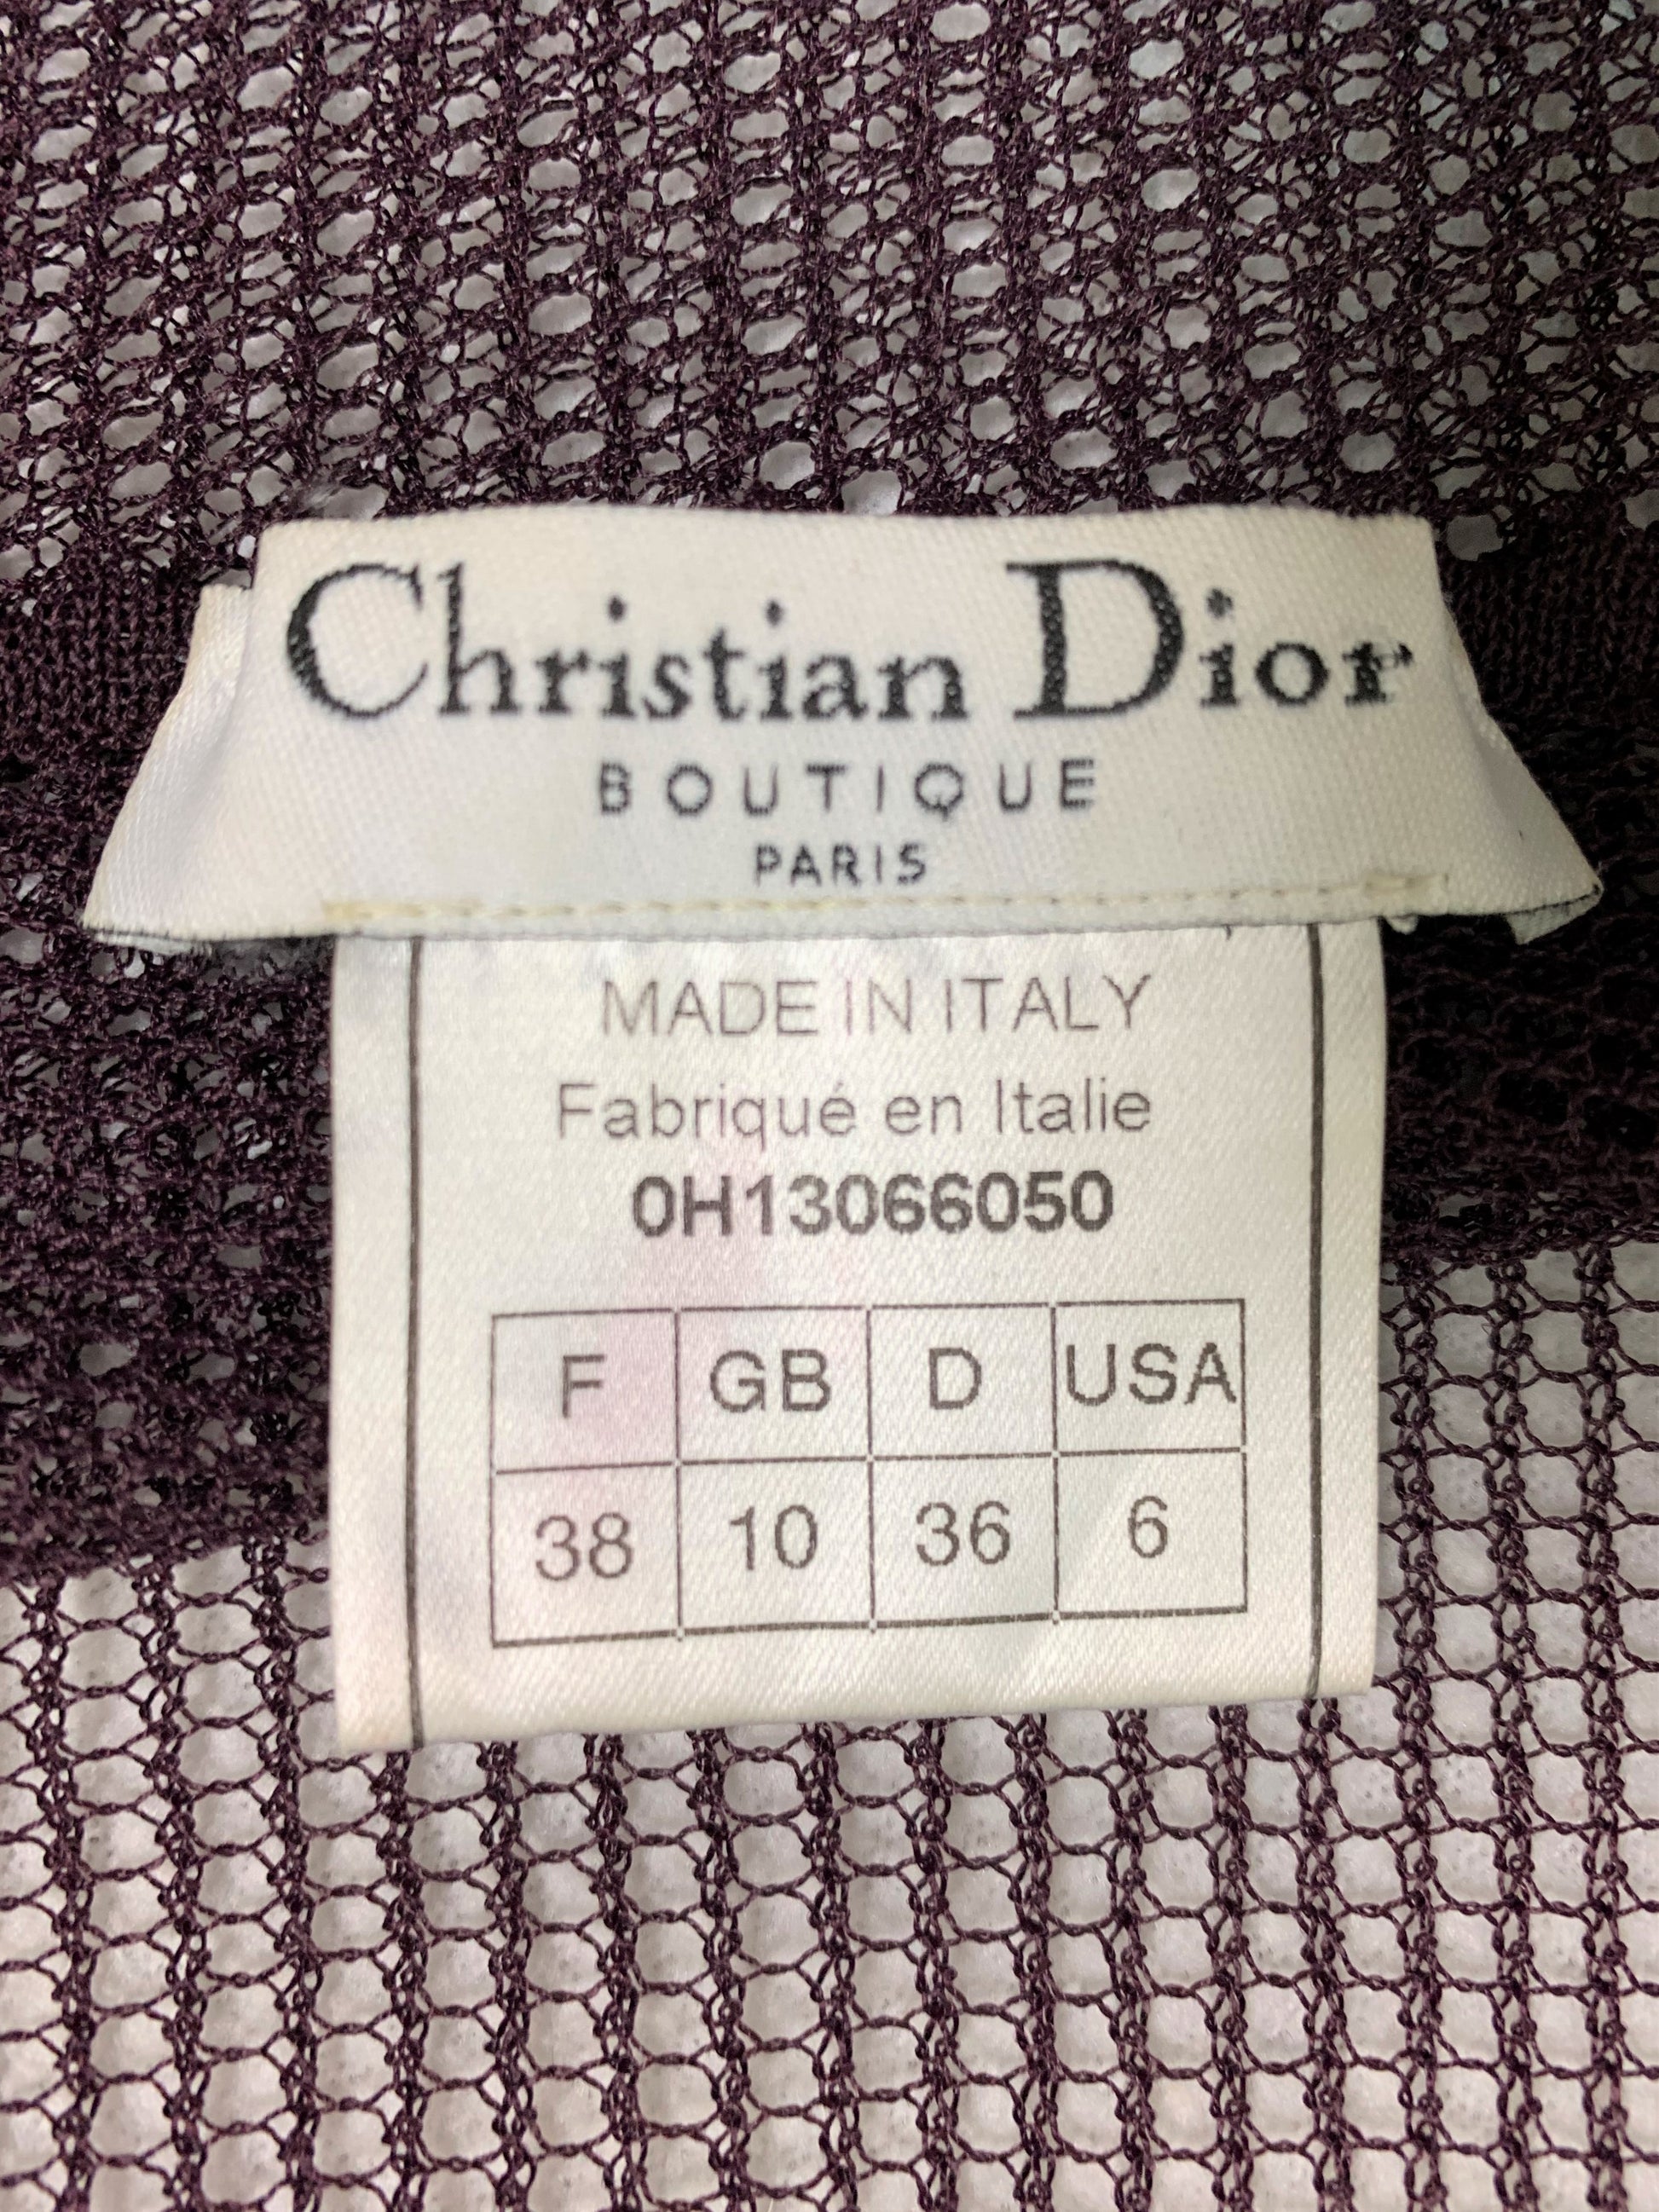 Christian Dior
BOUTIQUE
PARIS
MADE IN ITALY
Fabriqué en Italie
0H13066050
F GB D USA
38 10 36 6